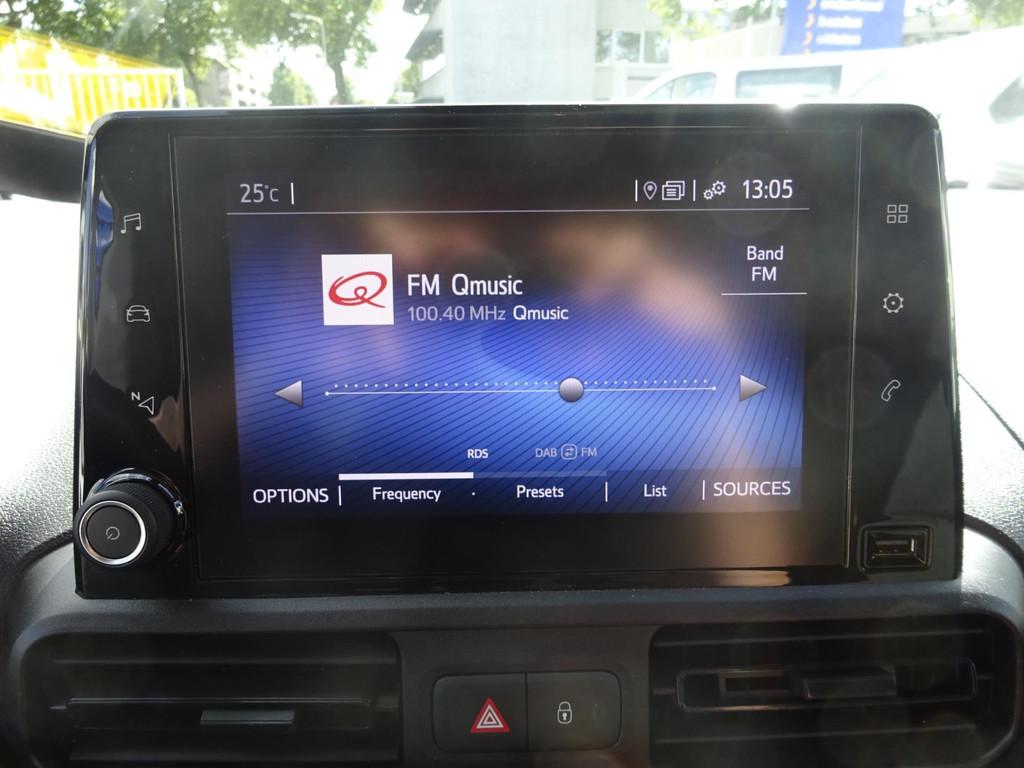 25°C
13:05
Band
FM
FM Qmusic
100.40 MHz Qmusic
RDS
DAB FM
OPTIONS
Frequency
Presets
List
SOURCES
N